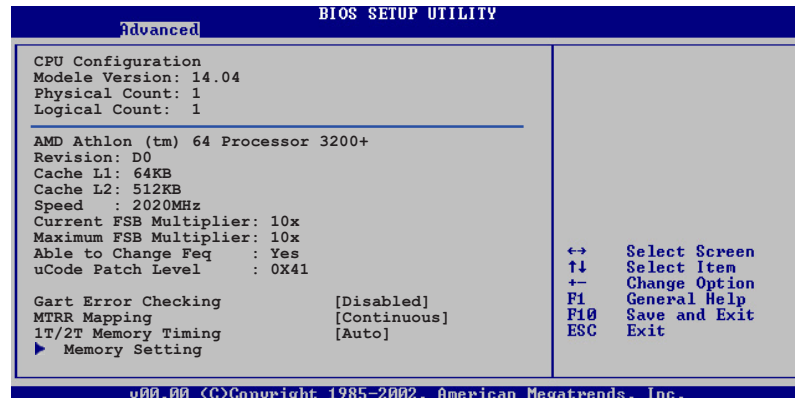 BIOS SETUP UTILITY
Advanced
CPU Configuration
Modele Version: 14.04
Physical Count: 1
Logical Count: 1
AMD Athlon (tm) 64 Processor 3200+
Revision: D0
Cache L1: 64KB
Cache L2: 512KB
Speed : 2020MHz
Current FSB Multiplier: 10x
Maximum FSB Multiplier: 10x
Able to Change Feq : Yes
uCode Patch Level : 0X41
Gart Error Checking [Disabled]
MTRR Mapping [Continuous]
1T/2T Memory Timing [Auto]
Memory Setting
←→ Select Screen
↑↓ Select Item
+- Change Option
F1 General Help
F10 Save and Exit
ESC Exit
v00.00 (C)Copyright 1985-2002, American Megatrends, Inc.